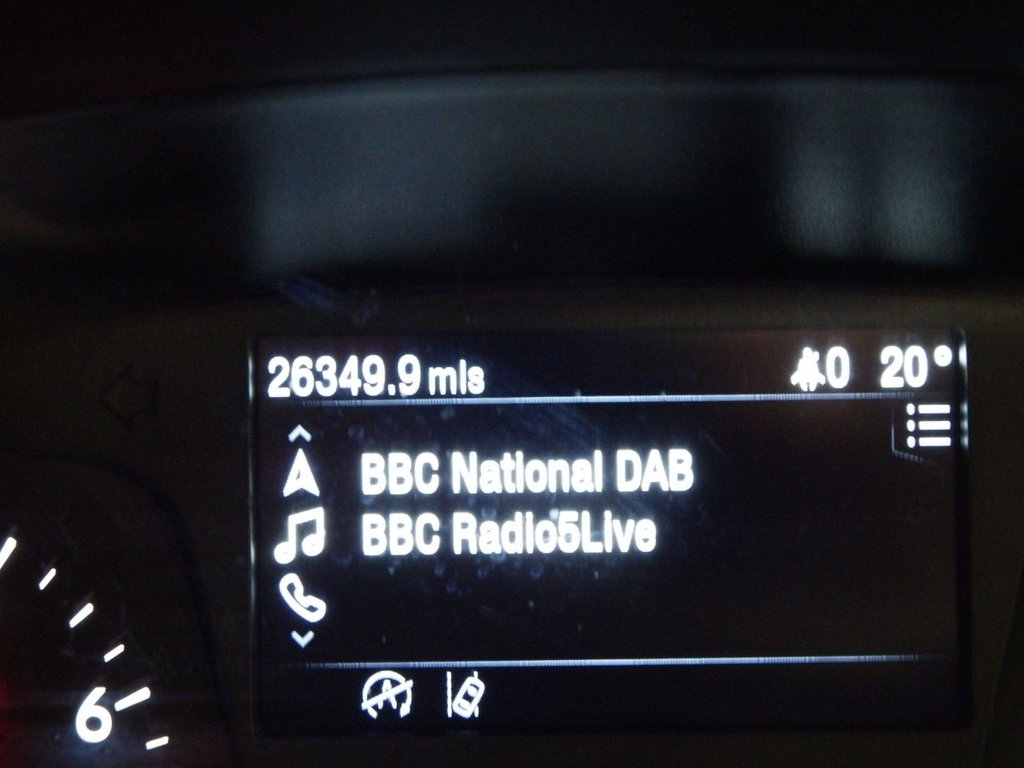 26349.9 mls 0 20°
BBC National DAB
BBC Radio5Live
A
6